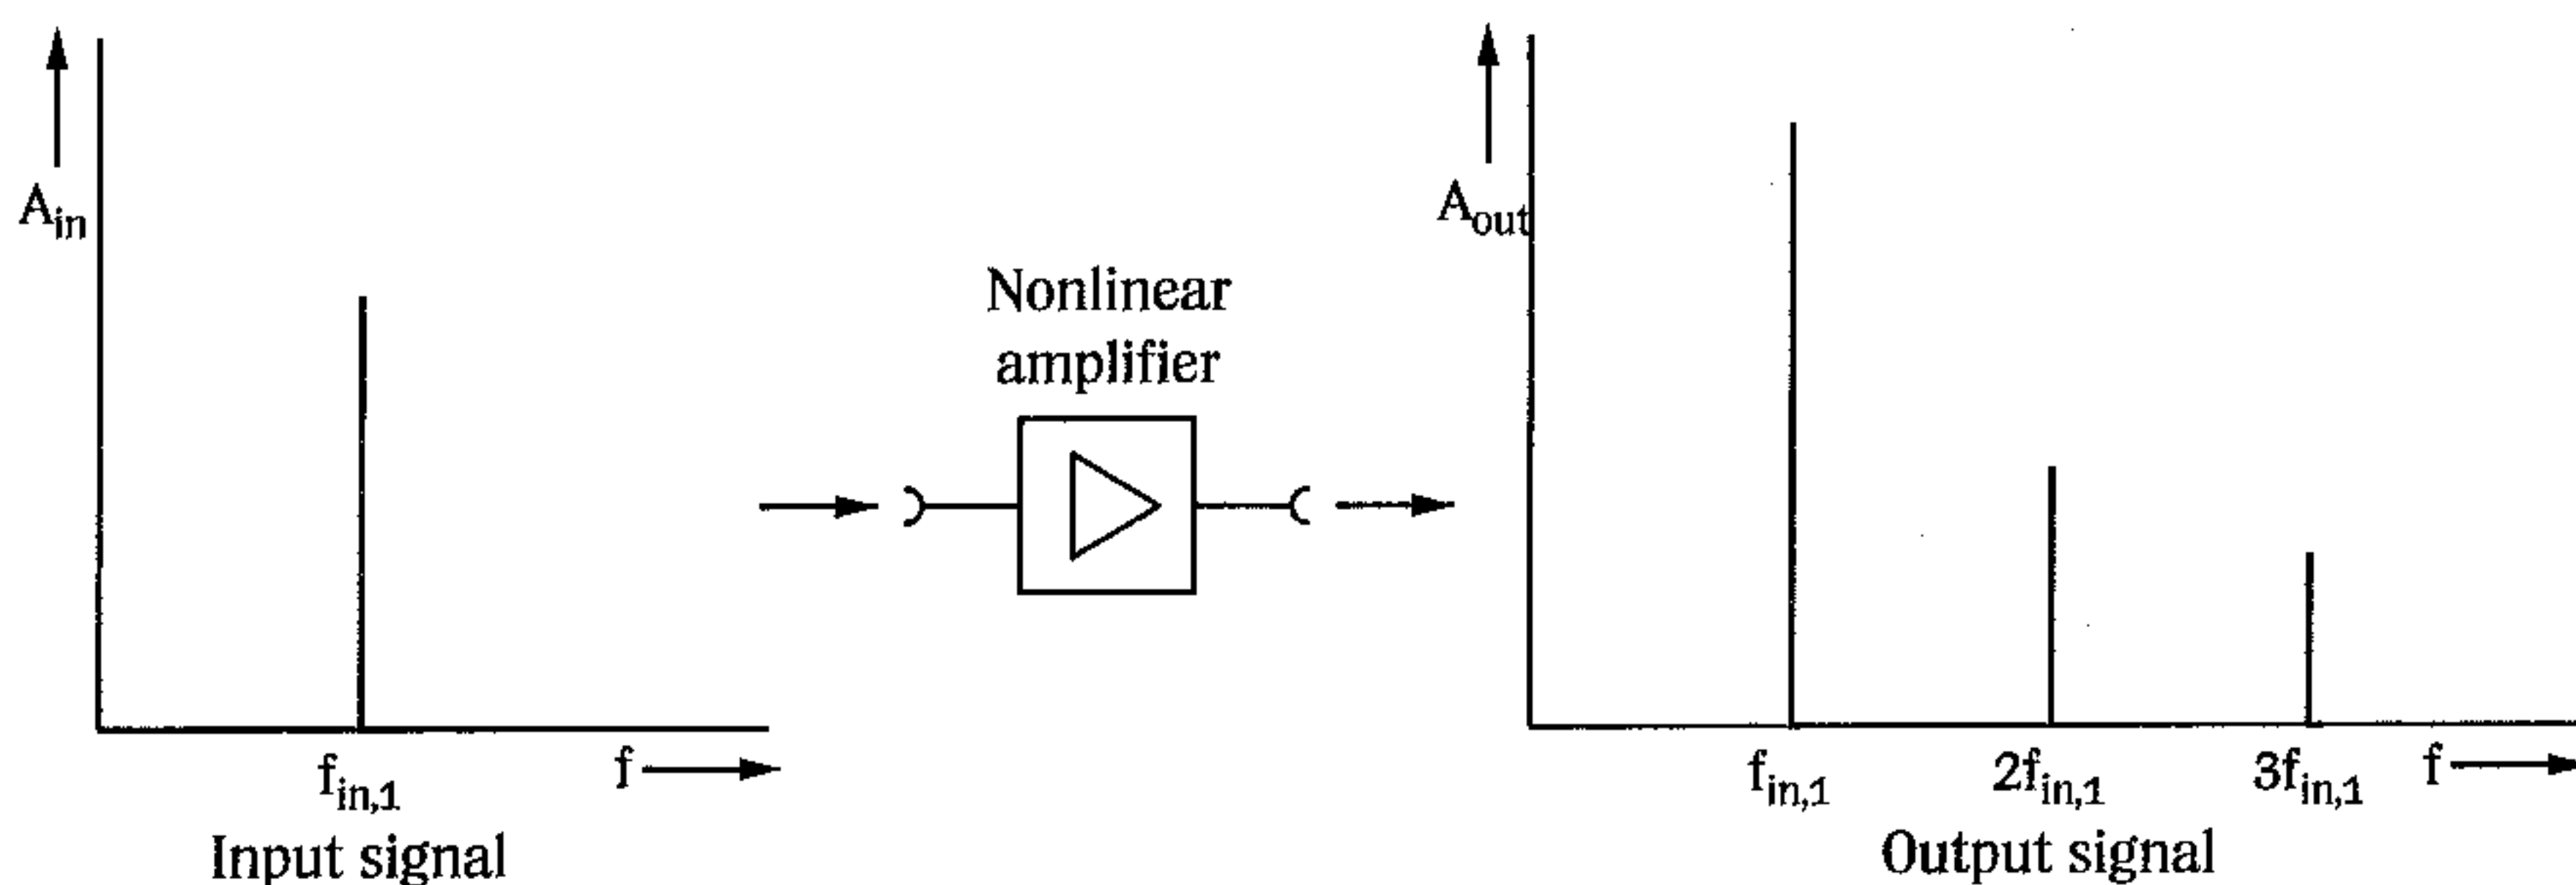 A_in
f_in,1
f
Input signal
Nonlinear
amplifier
A_out
f_in,1
2f_in,1
3f_in,1
f
Output signal